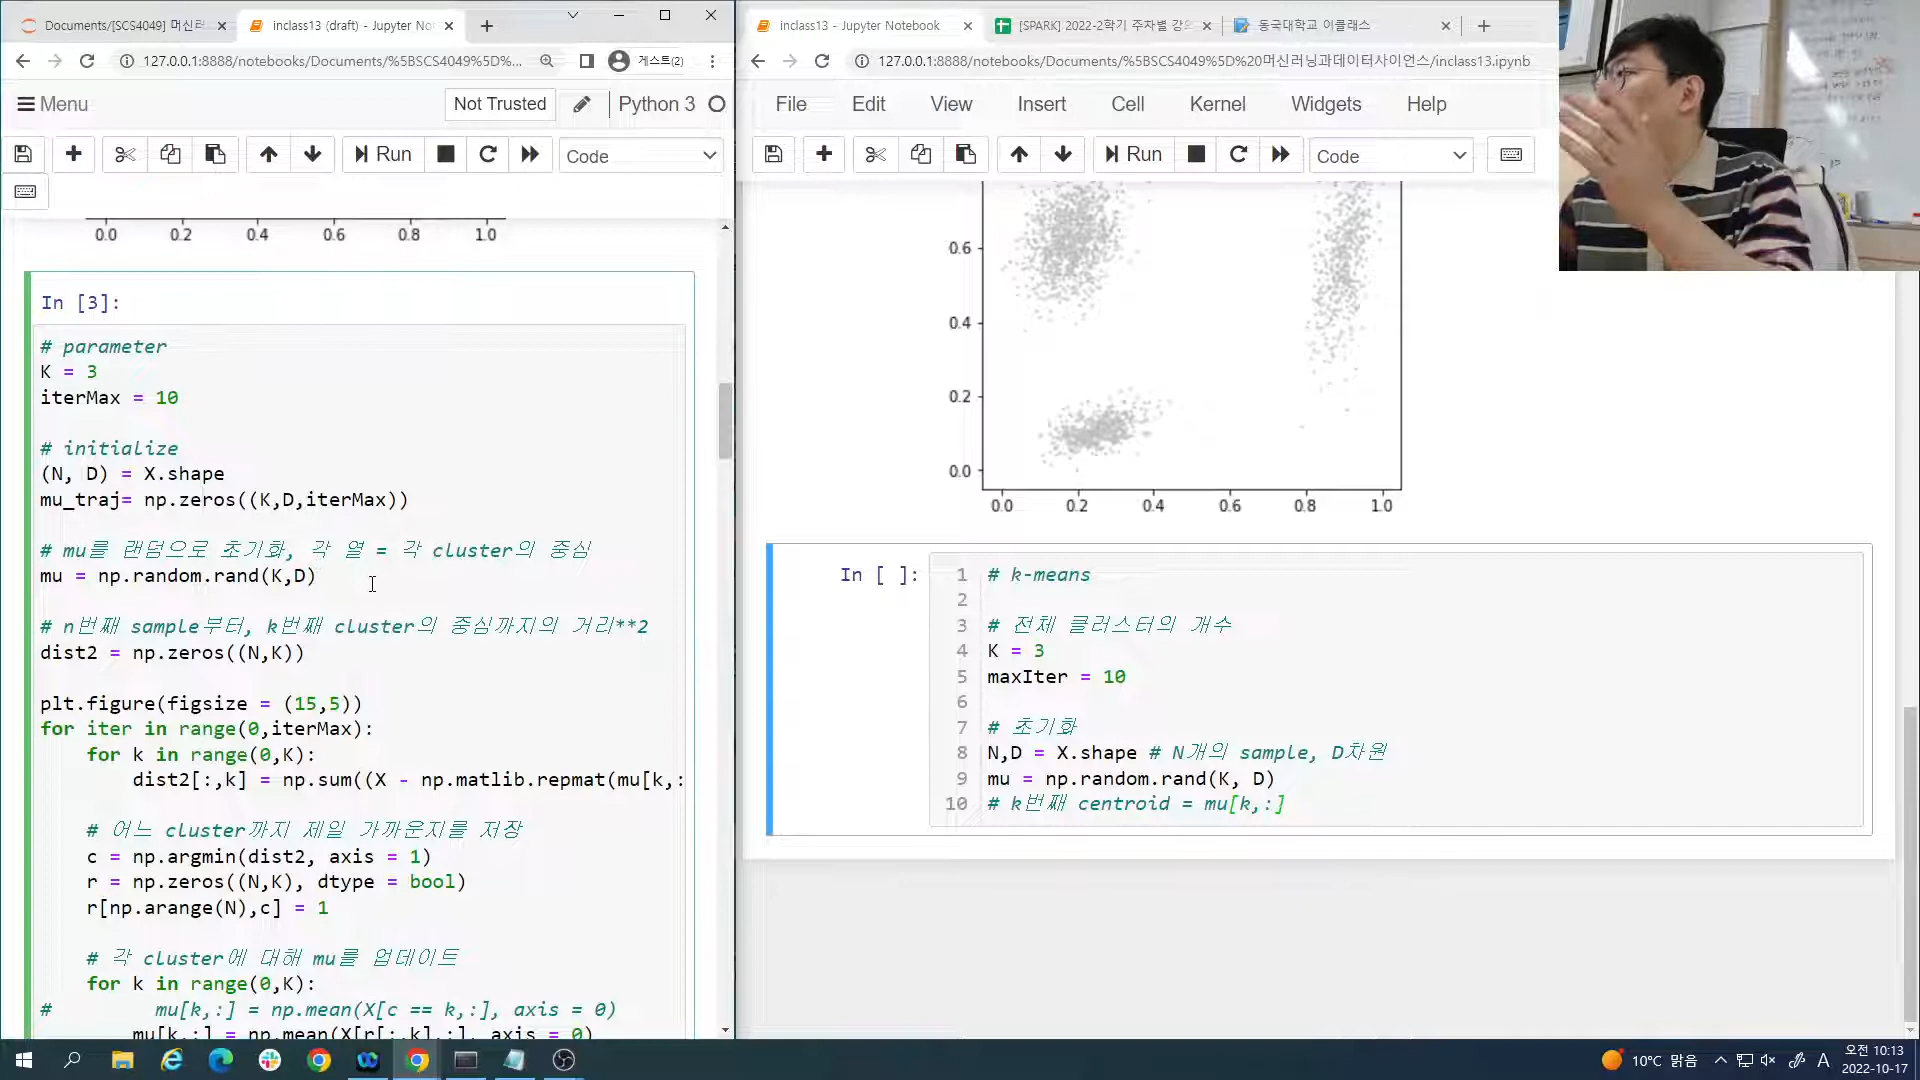 Documents/[SCS4049] 머신러
inclass13 (draft) - Jupyter No
127.0.0.1:8888/notebooks/Documents/%5BSCS4049%5D%...
게스트(2)
Menu
Not Trusted
Python 3
Run
Code
0.0 0.2 0.4 0.6 0.8 1.0
In [3]:
# parameter
K = 3
iterMax = 10
# initialize
(N, D) = X.shape
mu_traj= np.zeros((K,D,iterMax))
# mu를 랜덤으로 초기화, 각 열 = 각 cluster의 중심
mu = np.random.rand(K,D)
# n번째 sample부터, k번째 cluster의 중심까지의 거리**2
dist2 = np.zeros((N,K))
plt.figure(figsize = (15,5))
for iter in range(0,iterMax):
    for k in range(0,K):
        dist2[:,k] = np.sum((X - np.matlib.repmat(mu[k,:
    # 어느 cluster까지 제일 가까운지를 저장
    c = np.argmin(dist2, axis = 1)
    r = np.zeros((N,K), dtype = bool)
    r[np.arange(N),c] = 1
    # 각 cluster에 대해 mu를 업데이트
    for k in range(0,K):
#         mu[k,:] = np.mean(X[c == k,:], axis = 0)
        mu[k,:] = np.mean(X[r[:,k],:], axis = 0)
inclass13 - Jupyter Notebook
[SPARK] 2022-2학기 주차별 강의
동국대학교 이클래스
127.0.0.1:8888/notebooks/Documents/%5BSCS4049%5D%20머신러닝과데이터사이언스/inclass13.ipynb
File Edit View Insert Cell Kernel Widgets Help
Run
Code
0.6
0.4
0.2
0.0
0.0 0.2 0.4 0.6 0.8 1.0
In [ ]:
1 # k-means
2
3 # 전체 클러스터의 개수
4 K = 3
5 maxIter = 10
6
7 # 초기화
8 N,D = X.shape # N개의 sample, D차원
9 mu = np.random.rand(K, D)
10 # k번째 centroid = mu[k,:]
10°C 맑음
A
오전 10:13
2022-10-17